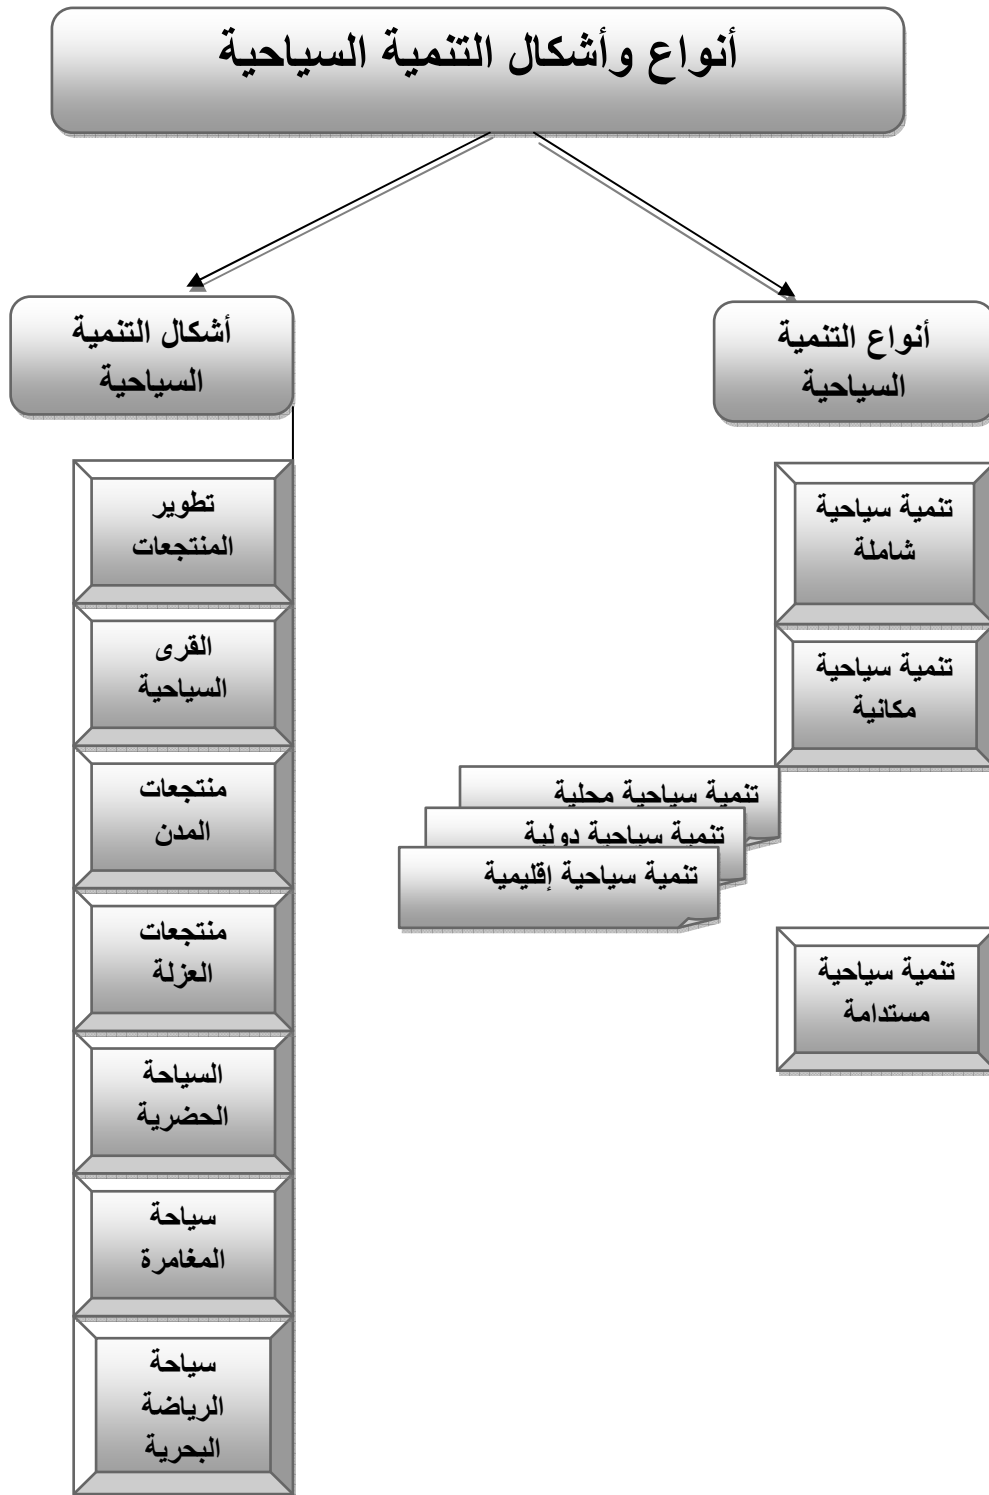 أنواع وأشكال التنمية السياحية
أنواع التنمية
السياحية
تنمية سياحية
شاملة
تنمية سياحية
مكانية
تنمية سياحية محلية
تنمية سياحية دولية
تنمية سياحية إقليمية
تنمية سياحية
مستدامة
أشكال التنمية
السياحية
تطوير
المنتجعات
القرى
السياحية
منتجعات
المدن
منتجعات
العزلة
السياحة
الحضرية
سياحة
المغامرة
سياحة
الرياضة
البحرية